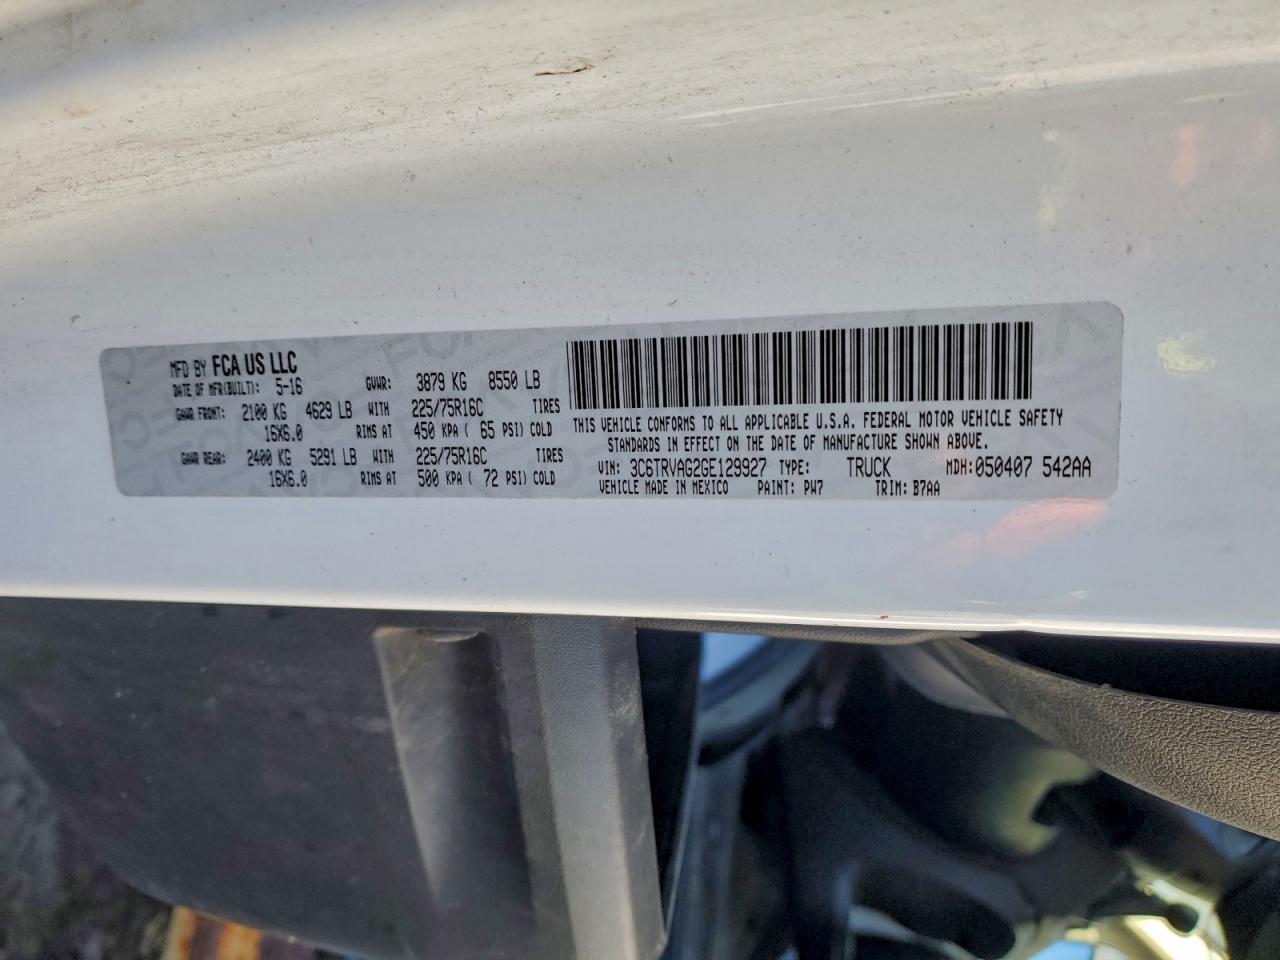 MFD BY FCA US LLC
DATE OF MFR(BUILT): 5-16 GVWR: 3879 KG 8550 LB
GAWR FRONT: 2100 KG 4629 LB WITH 225/75R16C TIRES
16X6.0 RIMS AT 450 KPA ( 65 PSI) COLD
GAWR REAR: 2400 KG 5291 LB WITH 225/75R16C TIRES
16X6.0 RIMS AT 500 KPA ( 72 PSI) COLD
THIS VEHICLE CONFORMS TO ALL APPLICABLE U.S.A. FEDERAL MOTOR VEHICLE SAFETY
STANDARDS IN EFFECT ON THE DATE OF MANUFACTURE SHOWN ABOVE.
VIN: 3C6TRVAG2GE129927 TYPE: TRUCK MDH:050407 542AA
VEHICLE MADE IN MEXICO PAINT: PW7 TRIM: B7AA